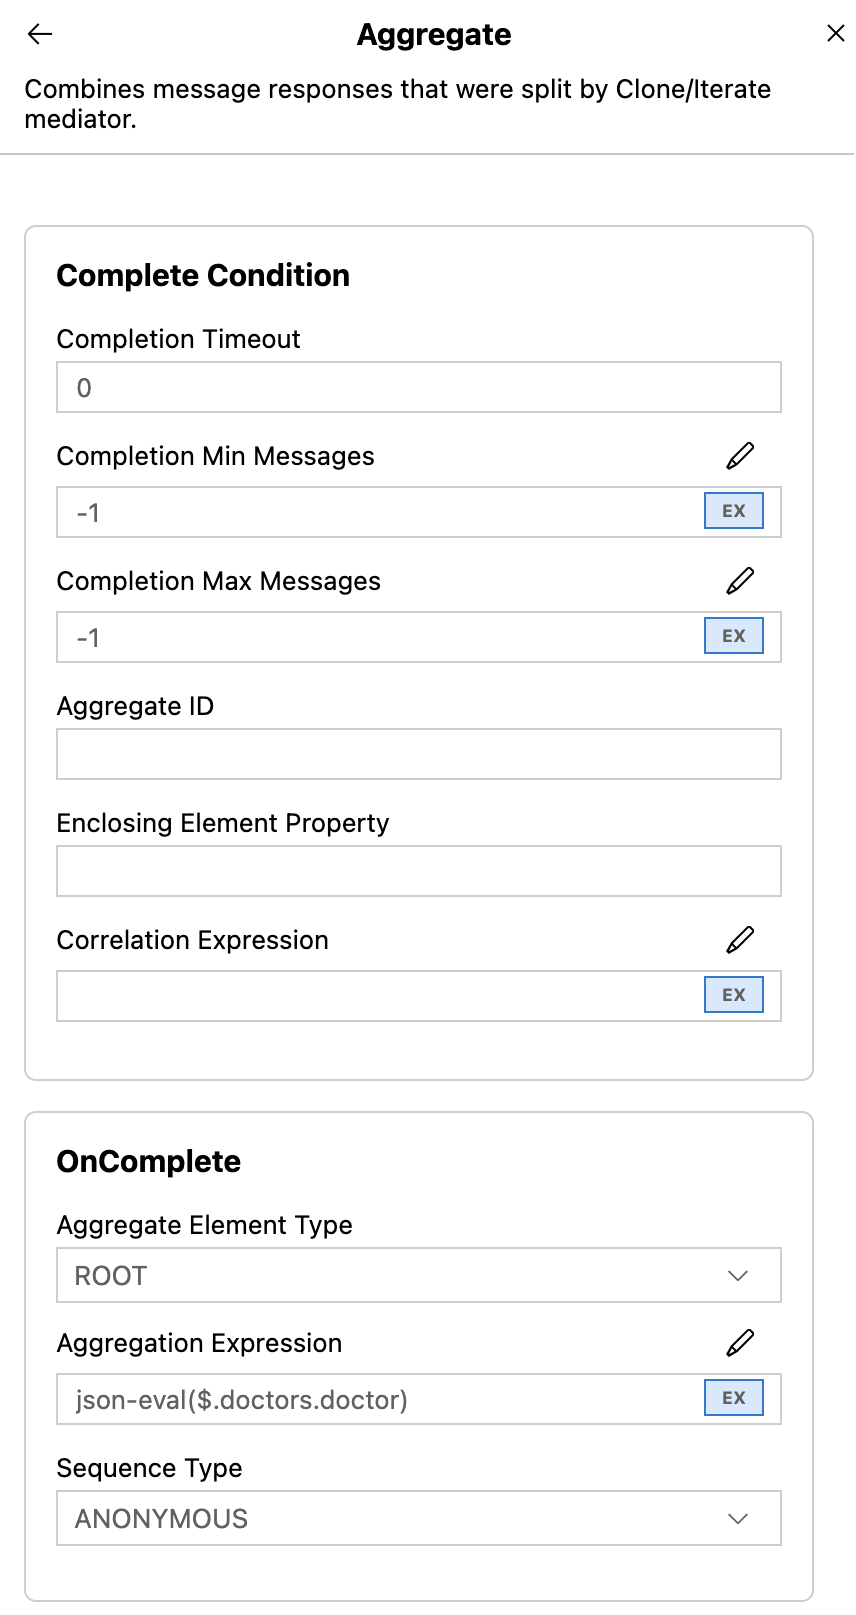 Aggregate
Combines message responses that were split by Clone/Iterate
mediator.
Complete Condition
Completion Timeout
0
Completion Min Messages
-1
EX
Completion Max Messages
-1
EX
Aggregate ID
Enclosing Element Property
Correlation Expression
EX
OnComplete
Aggregate Element Type
ROOT
Aggregation Expression
json-eval($.doctors.doctor)
EX
Sequence Type
ANONYMOUS